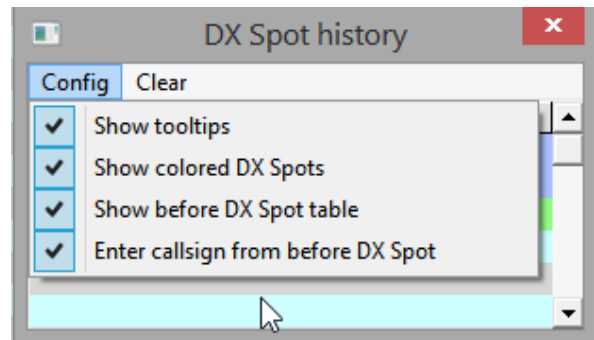 DX Spot history
Config Clear
Show tooltips
Show colored DX Spots
Show before DX Spot table
Enter callsign from before DX Spot